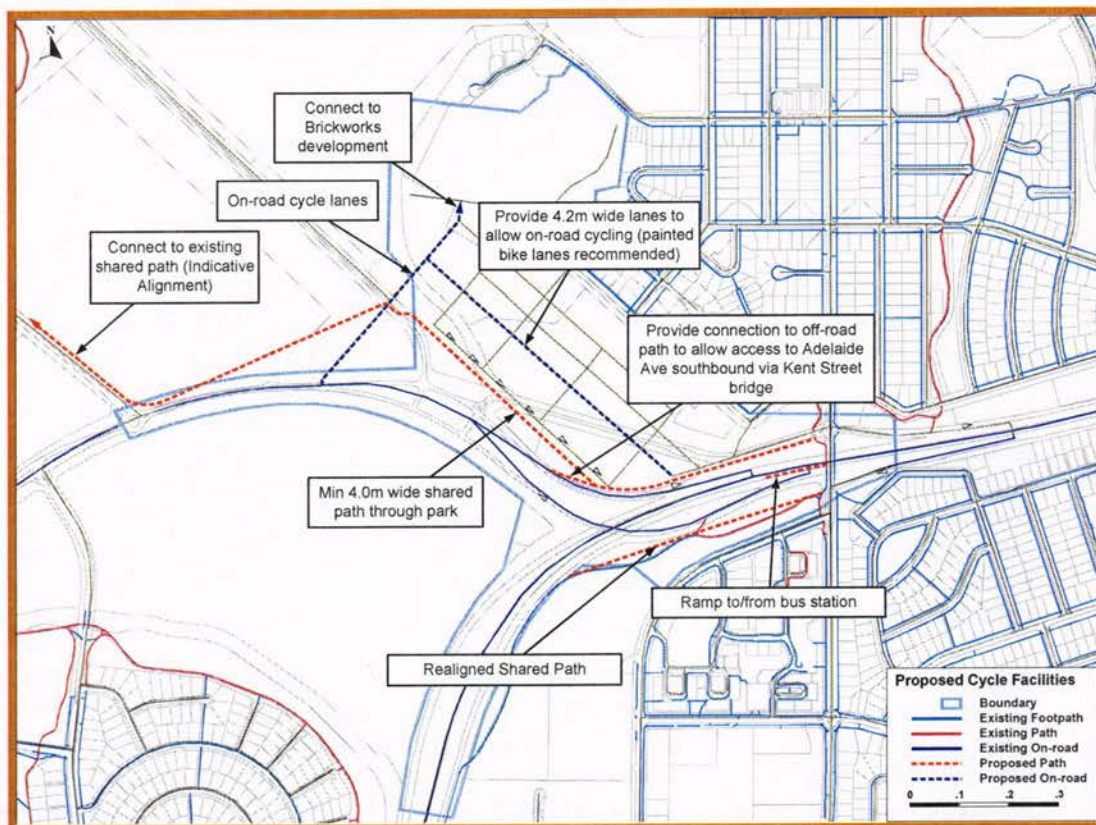 N
Connect to
Brickworks
development
On-road cycle lanes
Provide 4.2m wide lanes to
allow on-road cycling (painted
bike lanes recommended)
Connect to existing
shared path (Indicative
Alignment)
Provide connection to off-road
path to allow access to Adelaide
Ave southbound via Kent Street
bridge
Min 4.0m wide shared
path through park
Ramp to/from bus station
Realigned Shared Path
Proposed Cycle Facilities
Boundary
Existing Footpath
Existing Path
Existing On-road
Proposed Path
Proposed On-road
0 .1 .2 .3